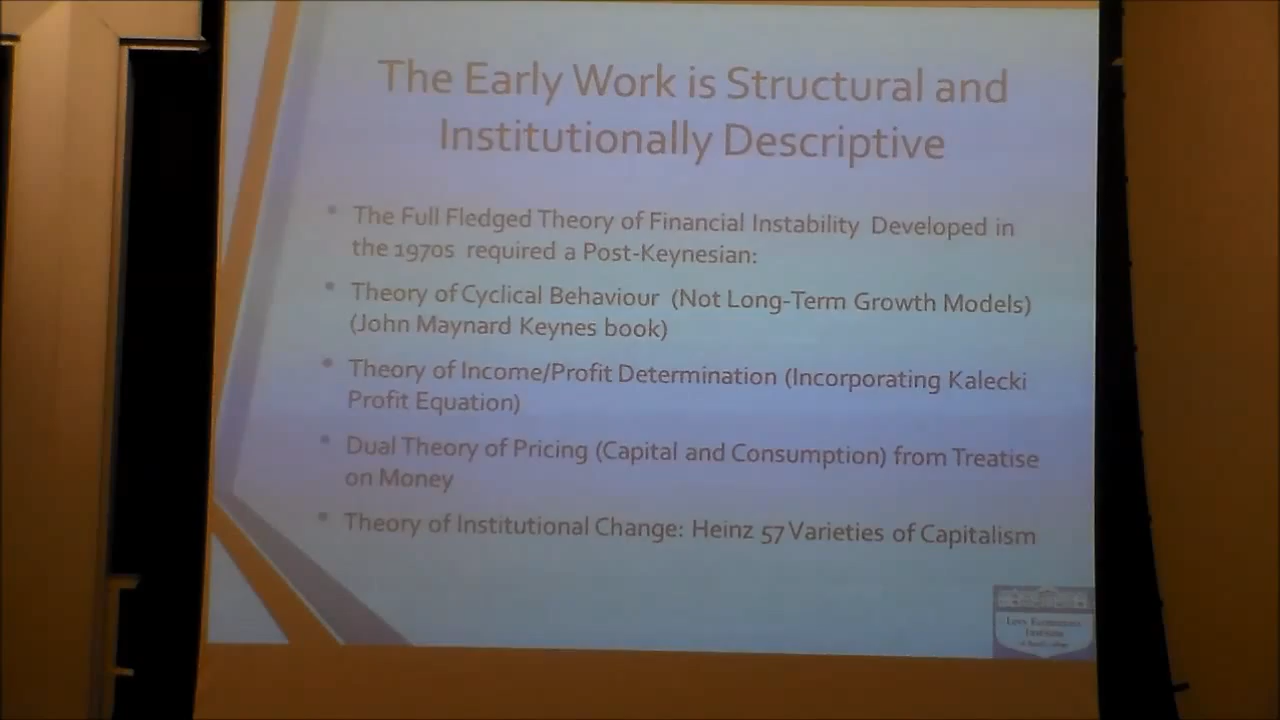 The Early Work is Structural and
Institutionally Descriptive
• The Full Fledged Theory of Financial Instability Developed in
the 1970s required a Post-Keynesian:
• Theory of Cyclical Behaviour (Not Long-Term Growth Models)
(John Maynard Keynes book)
• Theory of Income/Profit Determination (Incorporating Kalecki
Profit Equation)
• Dual Theory of Pricing (Capital and Consumption) from Treatise
on Money
• Theory of Institutional Change: Heinz 57 Varieties of Capitalism
Levy Economics
Institute